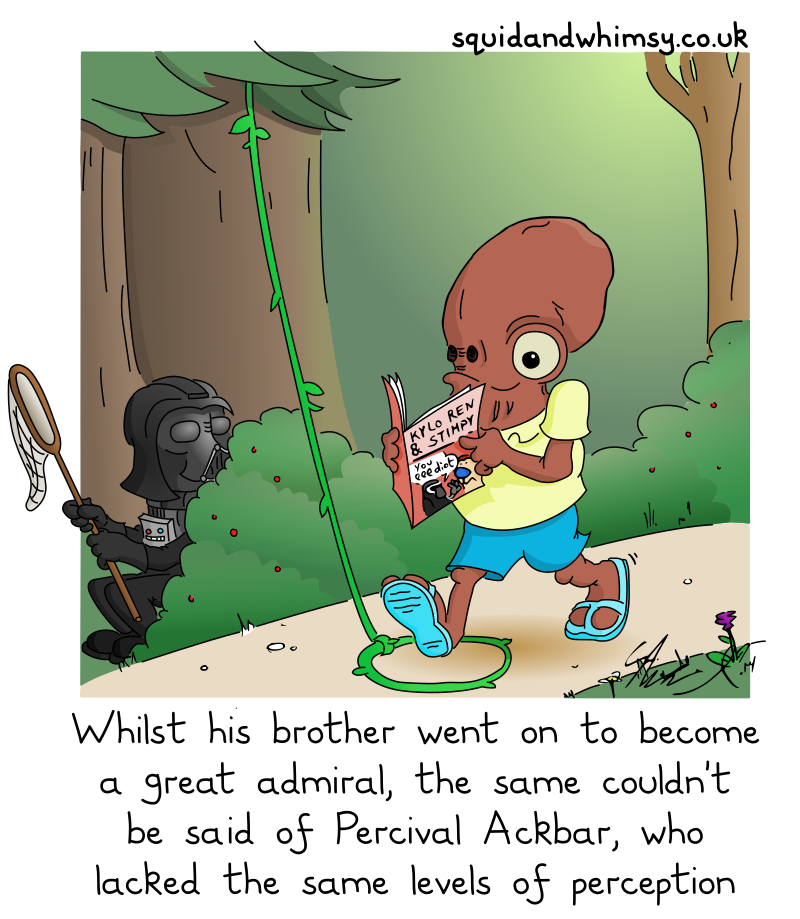 squidandwhimsy.co.uk
KYLO REN
& STIMPY
you
eeediot
Whilst his brother went on to become
a great admiral, the same couldn't
be said of Percival Ackbar, who
lacked the same levels of perception